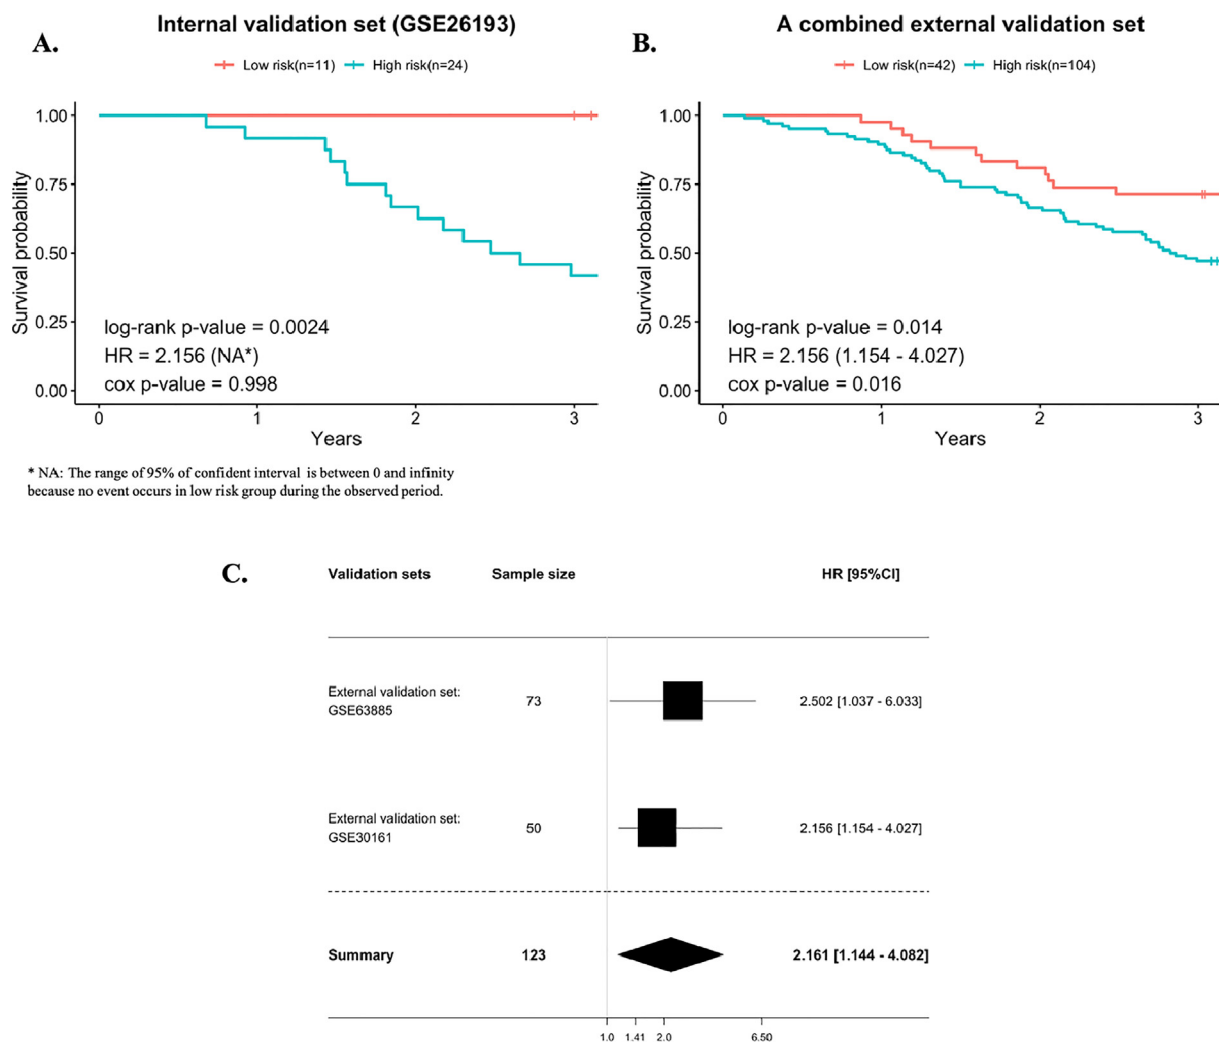 Internal validation set (GSE26193)
A.
Low risk(n=11) High risk(n=24)
1.00
0.75
0.50
0.25
0.00
Survival probability
log-rank p-value = 0.0024
HR = 2.156 (NA*)
cox p-value = 0.998
0 1 2 3
Years
* NA: The range of 95% of confident interval is between 0 and infinity
because no event occurs in low risk group during the observed period.
A combined external validation set
B.
Low risk(n=42) High risk(n=104)
1.00
0.75
0.50
0.25
0.00
Survival probability
log-rank p-value = 0.014
HR = 2.156 (1.154 - 4.027)
cox p-value = 0.016
0 1 2 3
Years
C.
Validation sets Sample size HR [95%CI]
External validation set:
GSE63885
73 2.502 [1.037 - 6.033]
External validation set:
GSE30161
50 2.156 [1.154 - 4.027]
Summary 123 2.161 [1.144 - 4.082]
1.0 1.41 2.0 6.50